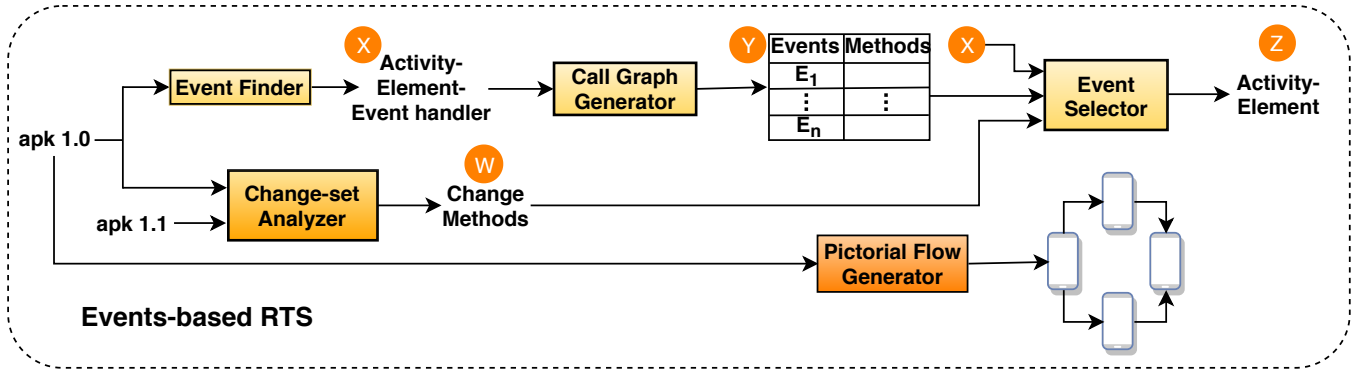 X
Activity-
Element-
Event handler
Event Finder
Call Graph
Generator
Y
Events Methods
E1
⋮ ⋮
En
X
Event
Selector
Z
Activity-
Element
apk 1.0
Change-set
Analyzer
apk 1.1
W
Change
Methods
Pictorial Flow
Generator
Events-based RTS